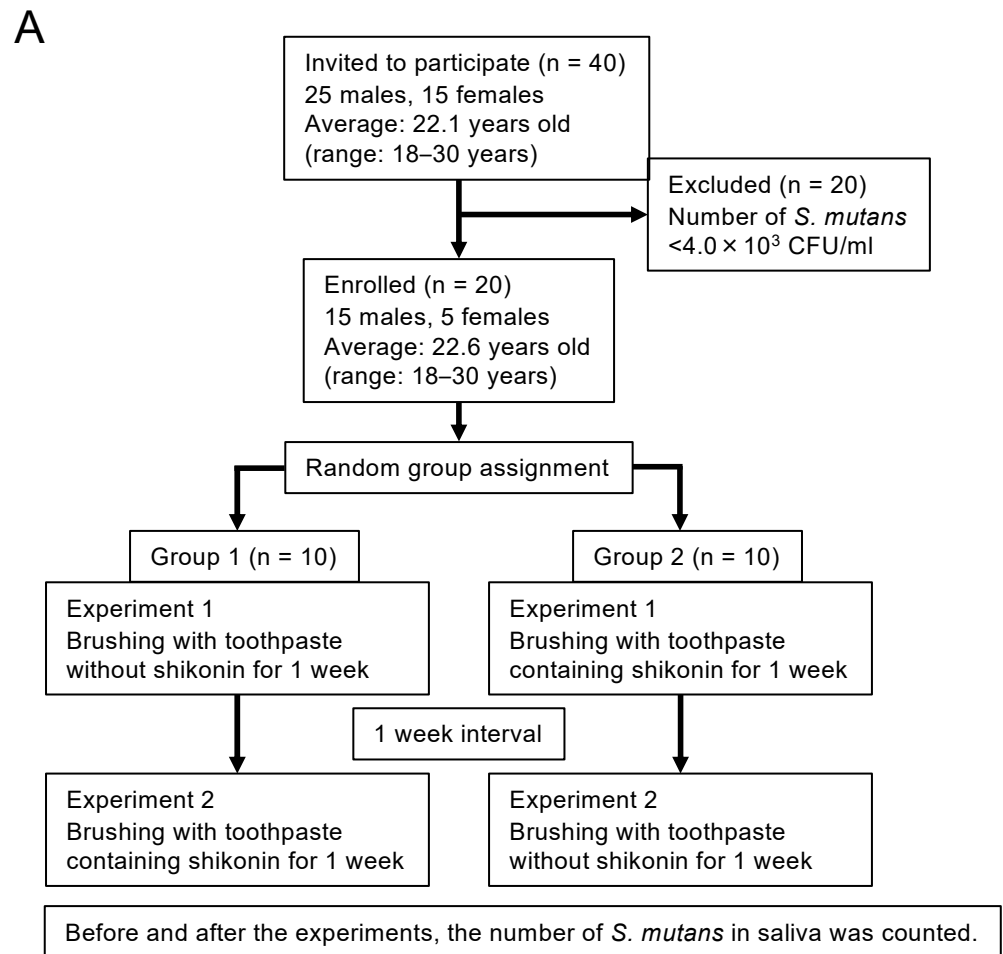 A
Invited to participate (n = 40)
25 males, 15 females
Average: 22.1 years old
(range: 18–30 years)
Excluded (n = 20)
Number of S. mutans
<4.0 × 10³ CFU/ml
Enrolled (n = 20)
15 males, 5 females
Average: 22.6 years old
(range: 18–30 years)
Random group assignment
Group 1 (n = 10)
Experiment 1
Brushing with toothpaste
without shikonin for 1 week
Group 2 (n = 10)
Experiment 1
Brushing with toothpaste
containing shikonin for 1 week
1 week interval
Experiment 2
Brushing with toothpaste
containing shikonin for 1 week
Experiment 2
Brushing with toothpaste
without shikonin for 1 week
Before and after the experiments, the number of S. mutans in saliva was counted.